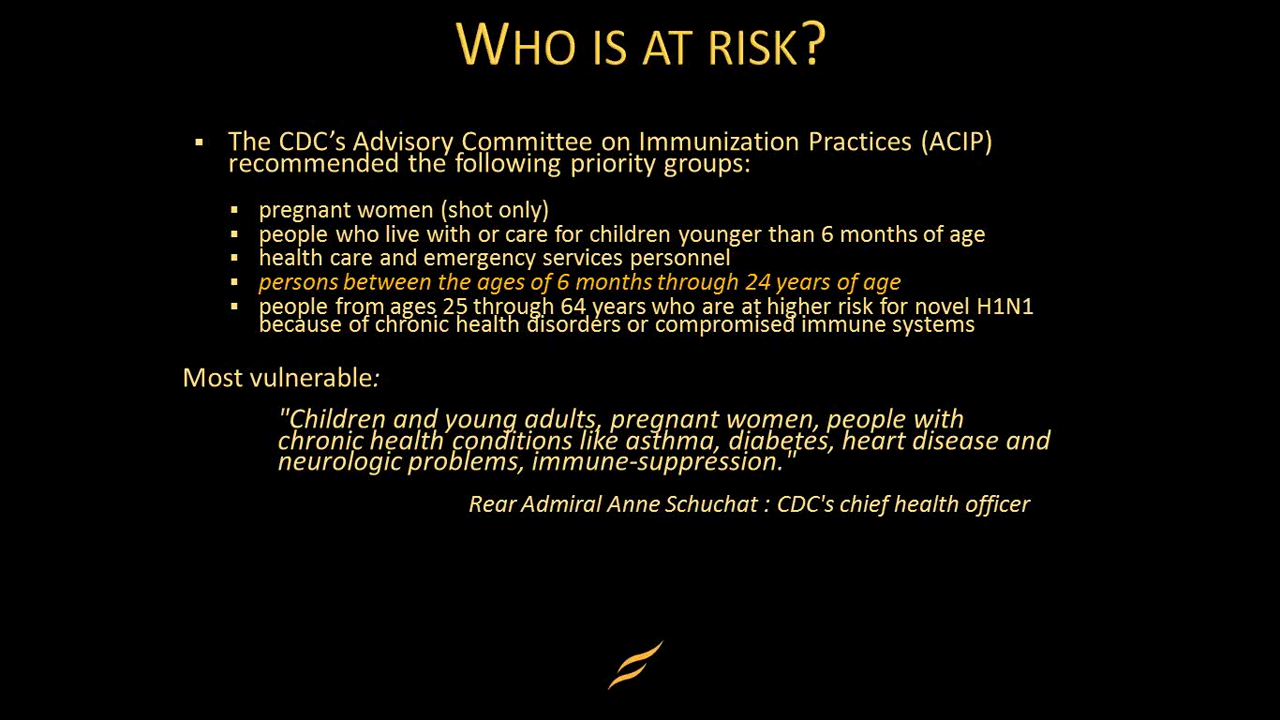 WHO IS AT RISK?
▪ The CDC’s Advisory Committee on Immunization Practices (ACIP)
recommended the following priority groups:
▪ pregnant women (shot only)
▪ people who live with or care for children younger than 6 months of age
▪ health care and emergency services personnel
▪ persons between the ages of 6 months through 24 years of age
▪ people from ages 25 through 64 years who are at higher risk for novel H1N1
because of chronic health disorders or compromised immune systems
Most vulnerable:
"Children and young adults, pregnant women, people with
chronic health conditions like asthma, diabetes, heart disease and
neurologic problems, immune-suppression."
Rear Admiral Anne Schuchat : CDC's chief health officer